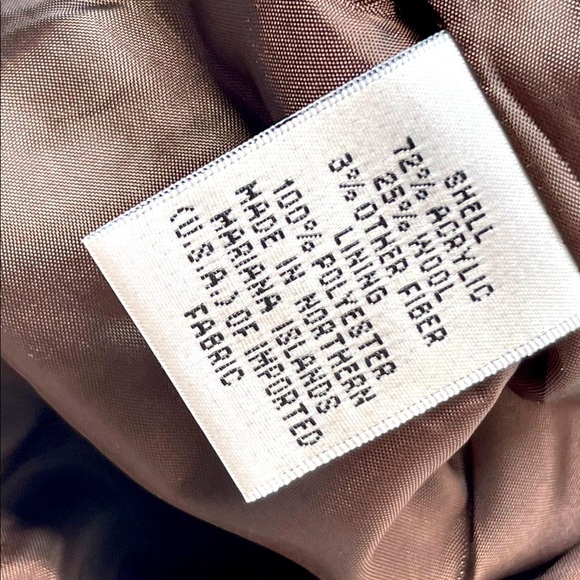 SHELL
72% ACRYLIC
25% WOOL
3% OTHER FIBER
LINING
100% POLYESTER
MADE IN NORTHERN
MARIANA ISLANDS
(U.S.A.) OF IMPORTED
FABRIC